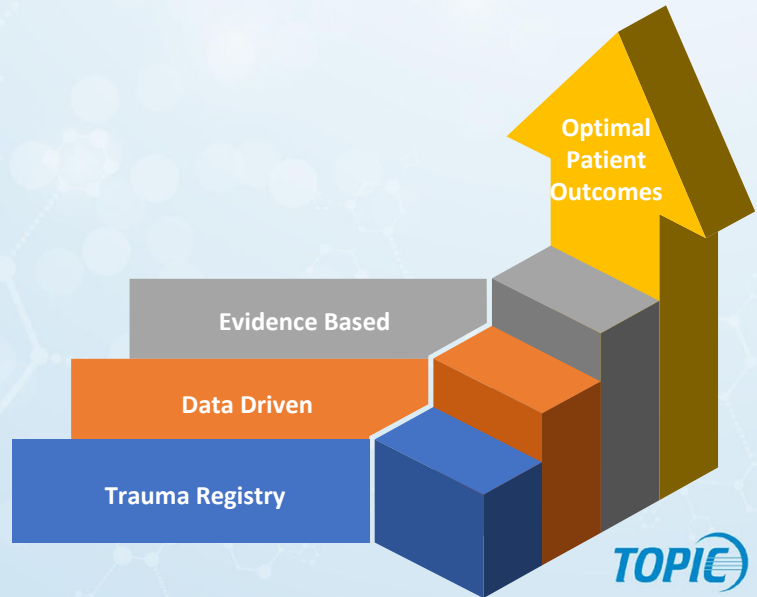 Optimal
Patient
Outcomes
Evidence Based
Data Driven
Trauma Registry
TOPIC